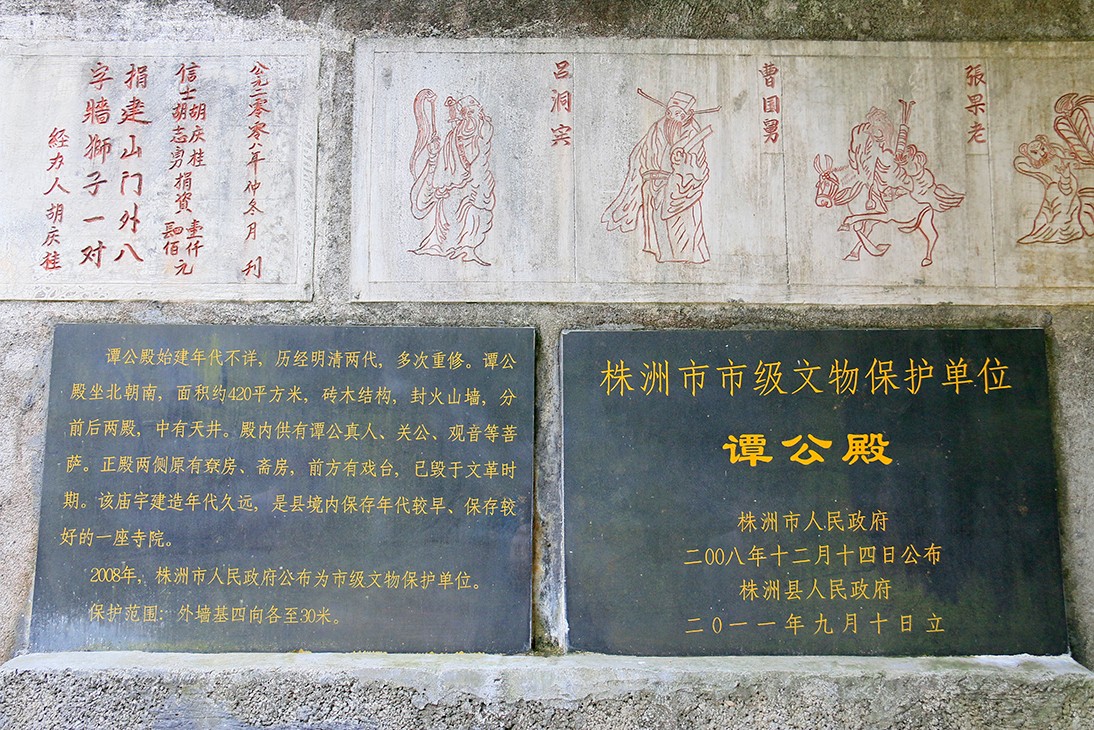 公元二零零八年仲冬月刊
信士胡庆桂
胡志勇捐资壹仟
肆佰元
捐建山门外八
字牆獅子一对
经办人胡庆桂
吕洞宾
曹国舅
張果老
谭公殿始建年代不详，历经明清两代，多次重修。谭公
殿坐北朝南，面积约420平方米，砖木结构，封火山墙，分
前后两殿，中有天井。殿内供有谭公真人、关公、观音等菩
萨。正殿两侧原有寮房、斋房，前方有戏台，已毁于文革时
期。该庙宇建造年代久远，是县境内保存年代较早、保存较
好的一座寺院。
2008年，株洲市人民政府公布为市级文物保护单位。
保护范围：外墙基四向各至30米。
株洲市市级文物保护单位
谭公殿
株洲市人民政府
二OO八年十二月十四日公布
株洲县人民政府
二O一一年九月十日立